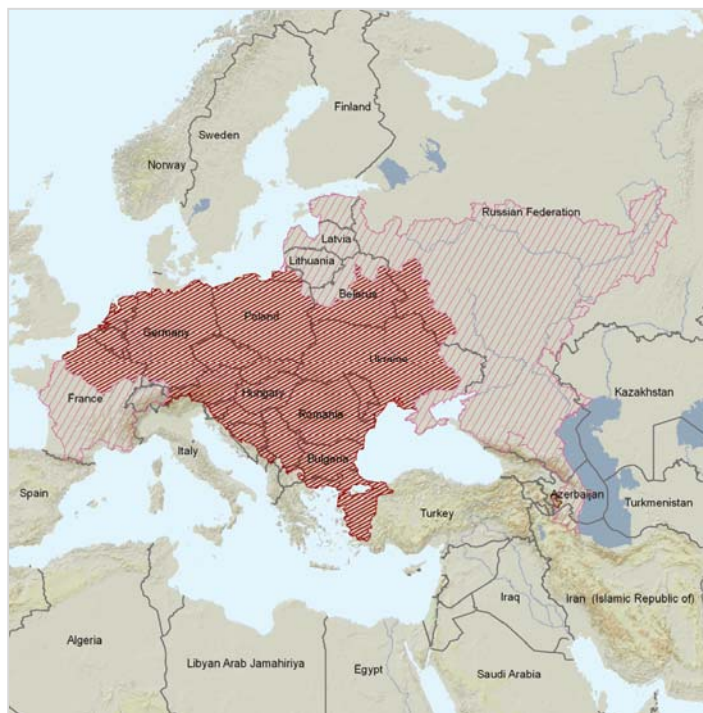 Finland
Sweden
Norway
Russian Federation
Latvia
Lithuania
Belarus
Poland
Germany
Ukraine
Kazakhstan
France
Hungary
Romania
Italy
Bulgaria
Spain
Azerbaijan
Turkmenistan
Turkey
Iraq
Iran (Islamic Republic of)
Algeria
Libyan Arab Jamahiriya
Egypt
Saudi Arabia